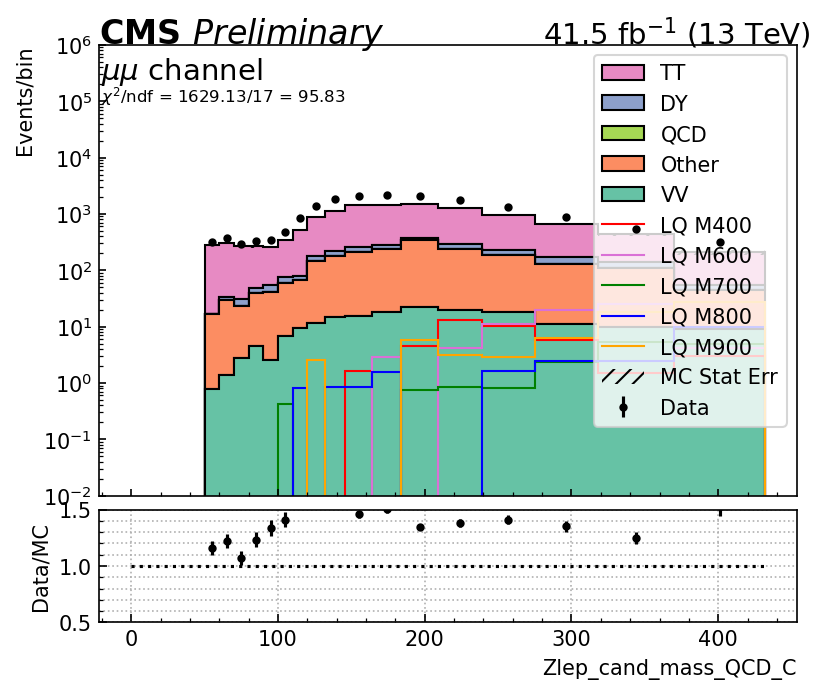 CMS Preliminary
41.5 fb⁻¹ (13 TeV)
Events/bin
μμ channel
χ²/ndf = 1629.13/17 = 95.83
10⁶
10⁵
10⁴
10³
10²
10¹
10⁰
10⁻¹
10⁻²
TT
DY
QCD
Other
VV
LQ M400
LQ M600
LQ M700
LQ M800
LQ M900
MC Stat Err
Data
Data/MC
1.5
1.0
0.5
0
100
200
300
400
Zlep_cand_mass_QCD_C